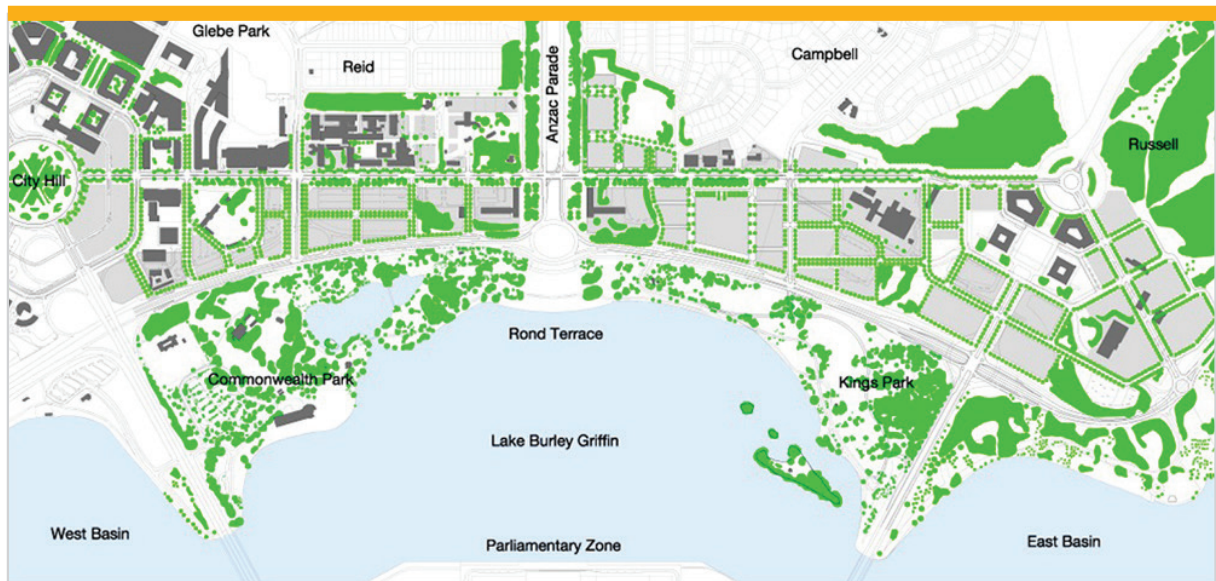 Glebe Park
Reid
Anzac Parade
Campbell
Russell
City Hill
Rond Terrace
Commonwealth Park
Kings Park
Lake Burley Griffin
West Basin
Parliamentary Zone
East Basin